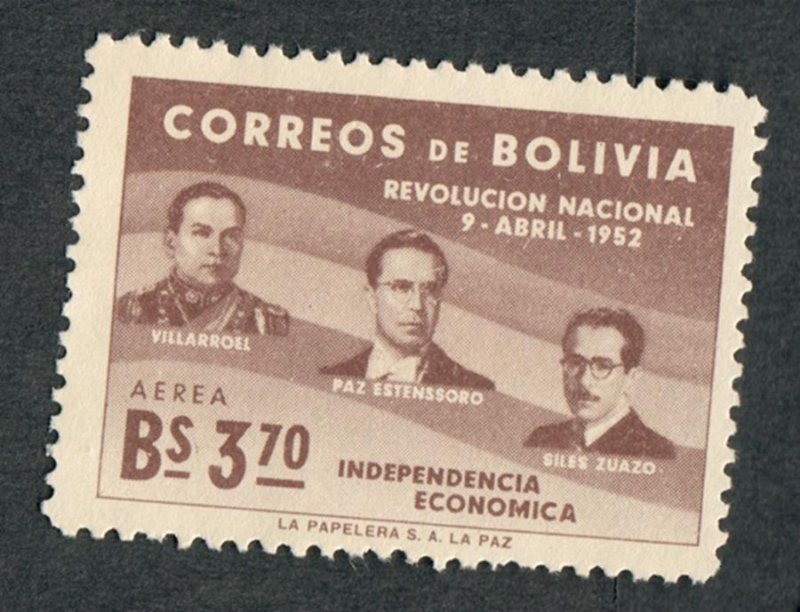 CORREOS DE BOLIVIA
REVOLUCION NACIONAL
9 - ABRIL - 1952
VILLARROEL
PAZ ESTENSSORO
SILES ZUAZO
AEREA
BS 3 70
INDEPENDENCIA
ECONOMICA
LA PAPELERA S. A. LA PAZ